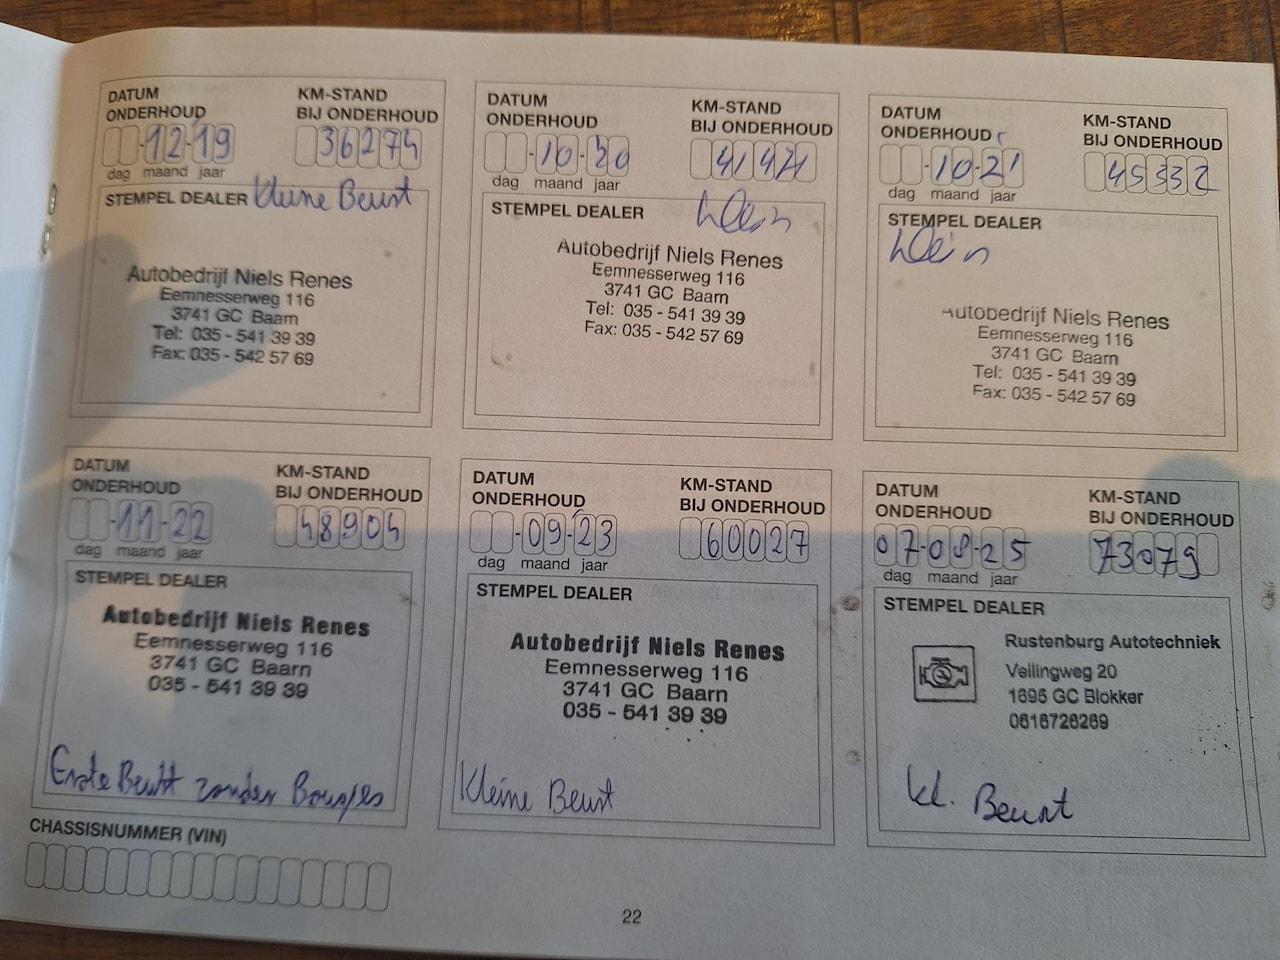 DATUM
ONDERHOUD
12-19
dag maand jaar
KM-STAND
BIJ ONDERHOUD
36274
STEMPEL DEALER kleine Beurt
Autobedrijf Niels Renes
Eemnesserweg 116
3741 GC Baarn
Tel: 035 - 541 39 39
Fax: 035 - 542 57 69
DATUM
ONDERHOUD
10-20
dag maand jaar
KM-STAND
BIJ ONDERHOUD
41471
STEMPEL DEALER
klein
Autobedrijf Niels Renes
Eemnesserweg 116
3741 GC Baarn
Tel: 035 - 541 39 39
Fax: 035 - 542 57 69
DATUM
ONDERHOUD
10-21
dag maand jaar
KM-STAND
BIJ ONDERHOUD
45332
STEMPEL DEALER
klein
Autobedrijf Niels Renes
Eemnesserweg 116
3741 GC Baarn
Tel: 035 - 541 39 39
Fax: 035 - 542 57 69
DATUM
ONDERHOUD
11-22
dag maand jaar
KM-STAND
BIJ ONDERHOUD
48904
STEMPEL DEALER
Autobedrijf Niels Renes
Eemnesserweg 116
3741 GC Baarn
035 - 541 39 39
Beurt zonder Bougies
DATUM
ONDERHOUD
09-23
dag maand jaar
KM-STAND
BIJ ONDERHOUD
60027
STEMPEL DEALER
Autobedrijf Niels Renes
Eemnesserweg 116
3741 GC Baarn
035 - 541 39 39
Kleine Beurt
DATUM
ONDERHOUD
07-08-25
dag maand jaar
KM-STAND
BIJ ONDERHOUD
73079
STEMPEL DEALER
Rustenburg Autotechniek
Veilingweg 20
1695 GC Blokker
0616726269
kl. Beurt
CHASSISNUMMER (VIN)
22